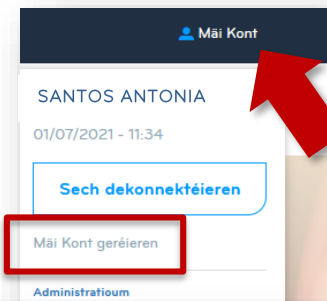 Mäi Kont
SANTOS ANTONIA
01/07/2021 - 11:34
Sech dekonnektéieren
Mäi Kont geréieren
Administratioun